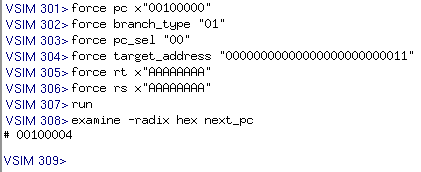 VSIM 301> force pc x"00100000"
VSIM 302> force branch_type "01"
VSIM 303> force pc_sel "00"
VSIM 304> force target_address "00000000000000000000000011"
VSIM 305> force rt x"AAAAAAAA"
VSIM 306> force rs x"AAAAAAAA"
VSIM 307> run
VSIM 308> examine -radix hex next_pc
# 00100004
VSIM 309>